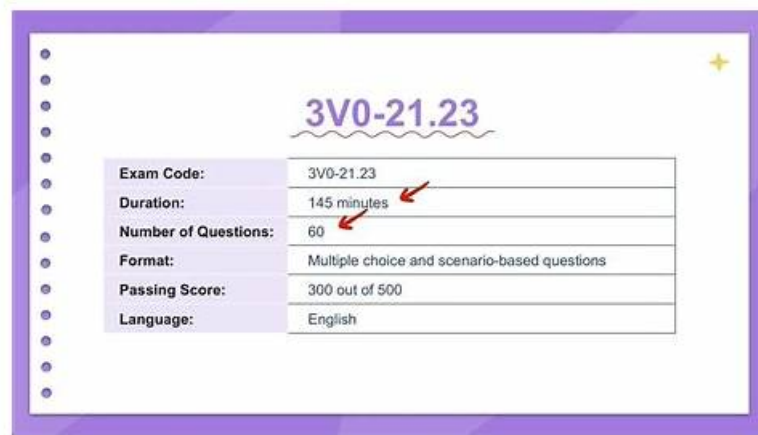 3V0-21.23
Exam Code: 3V0-21.23
Duration: 145 minutes
Number of Questions: 60
Format: Multiple choice and scenario-based questions
Passing Score: 300 out of 500
Language: English